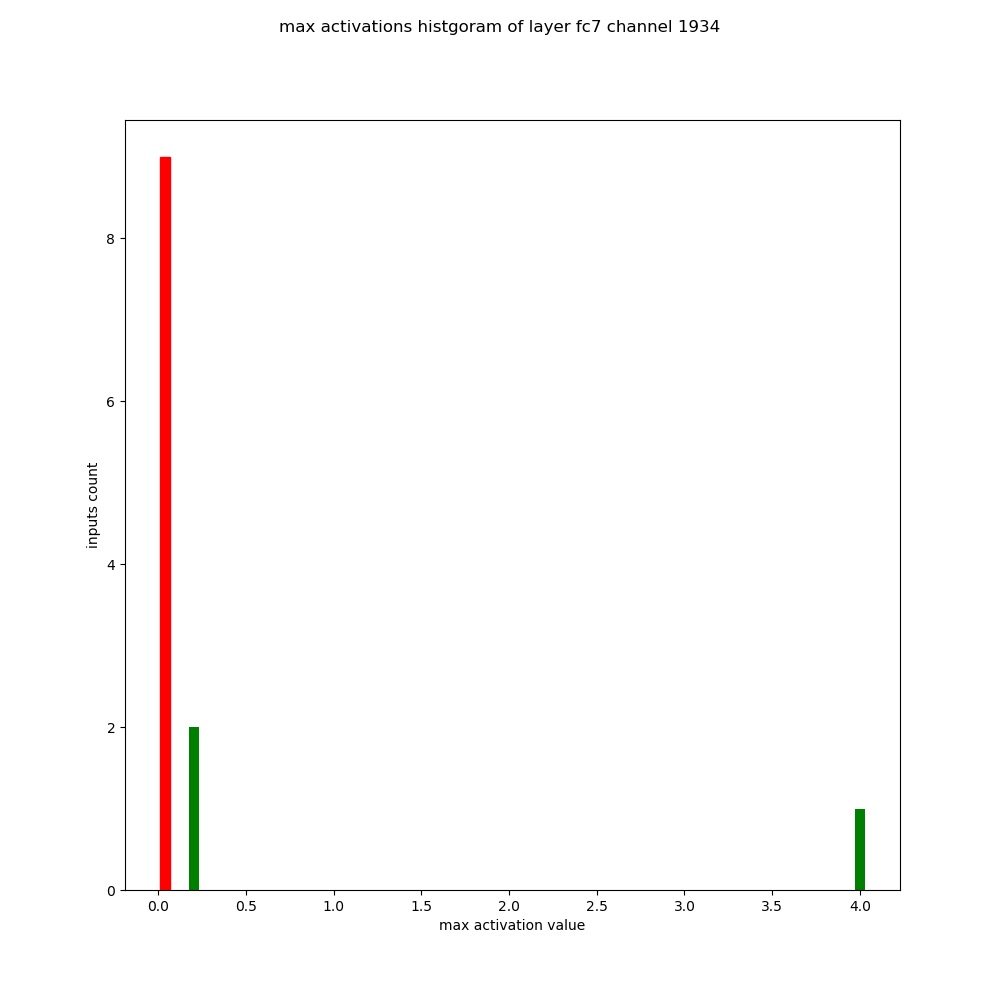 max activations histgoram of layer fc7 channel 1934
8
6
4
2
0
inputs count
0.0 0.5 1.0 1.5 2.0 2.5 3.0 3.5 4.0
max activation value